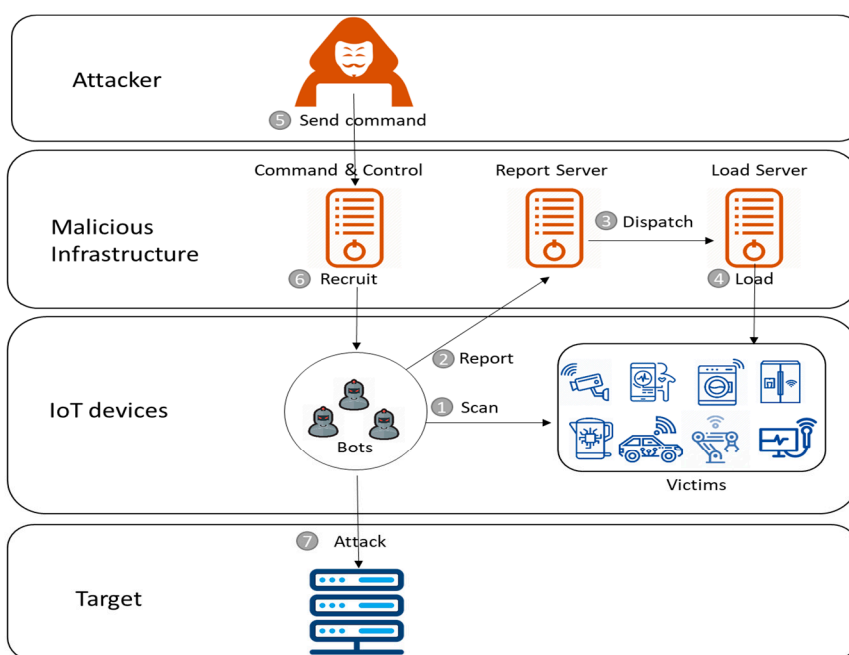 Attacker
5 Send command
Command & Control
Report Server
Load Server
Malicious
Infrastructure
3 Dispatch
6 Recruit
4 Load
IoT devices
2 Report
1 Scan
Bots
Victims
7 Attack
Target